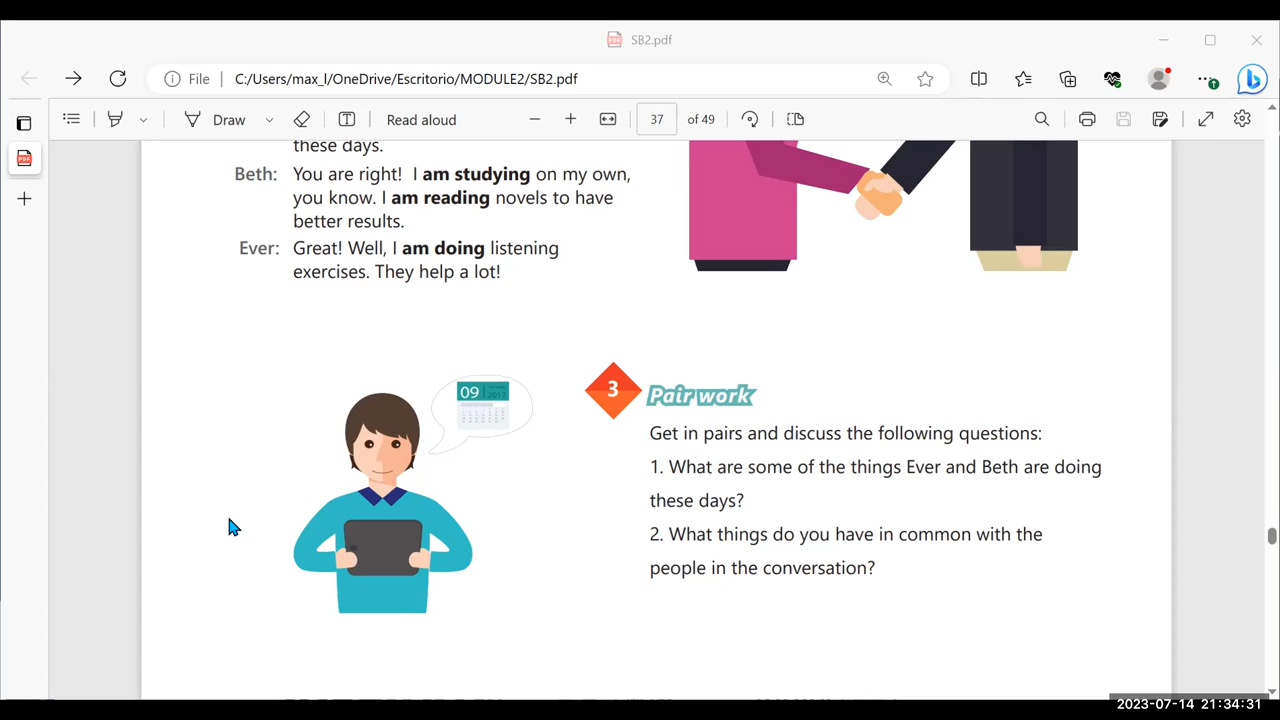 SB2.pdf
File
C:/Users/max_l/OneDrive/Escritorio/MODULE2/SB2.pdf
Draw
Read aloud
37
of 49
these days.
Beth: You are right! I am studying on my own,
you know. I am reading novels to have
better results.
Ever: Great! Well, I am doing listening
exercises. They help a lot!
09
2017
3
Pair work
Get in pairs and discuss the following questions:
1. What are some of the things Ever and Beth are doing
these days?
2. What things do you have in common with the
people in the conversation?
2023-07-14 21:34:31